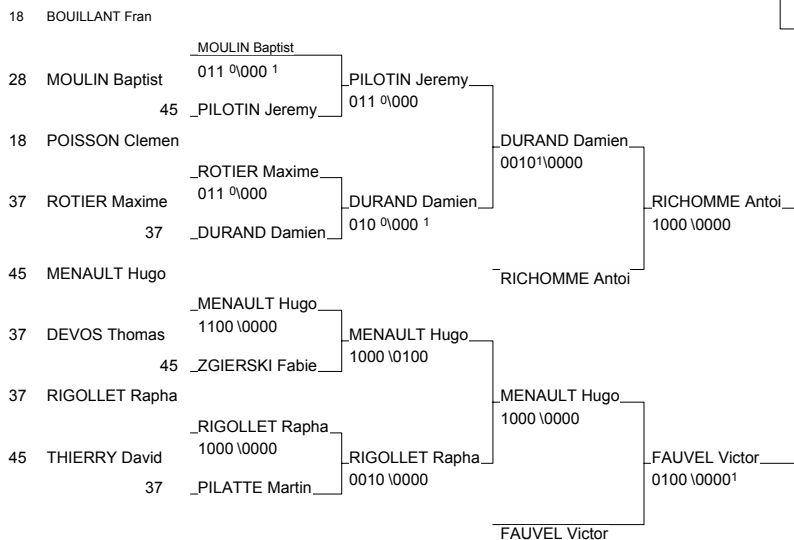 18 BOUILLANT Fran
MOULIN Baptist
28 MOULIN Baptist 011 0\000 1 PILOTIN Jeremy
45 PILOTIN Jeremy 011 0\000
18 POISSON Clemen DURAND Damien
ROTIER Maxime 0010 1\0000
37 ROTIER Maxime 011 0\000 DURAND Damien RICHOMME Antoi
37 DURAND Damien 010 0\000 1 1000 \0000
45 MENAULT Hugo RICHOMME Antoi
MENAULT Hugo
37 DEVOS Thomas 1100 \0000 MENAULT Hugo
45 ZGIERSKI Fabie 1000 \0100
37 RIGOLLET Rapha MENAULT Hugo
RIGOLLET Rapha 1000 \0000
45 THIERRY David 1000 \0000 RIGOLLET Rapha FAUVEL Victor
37 PILATTE Martin 0010 \0000 0100 \0000 1
FAUVEL Victor